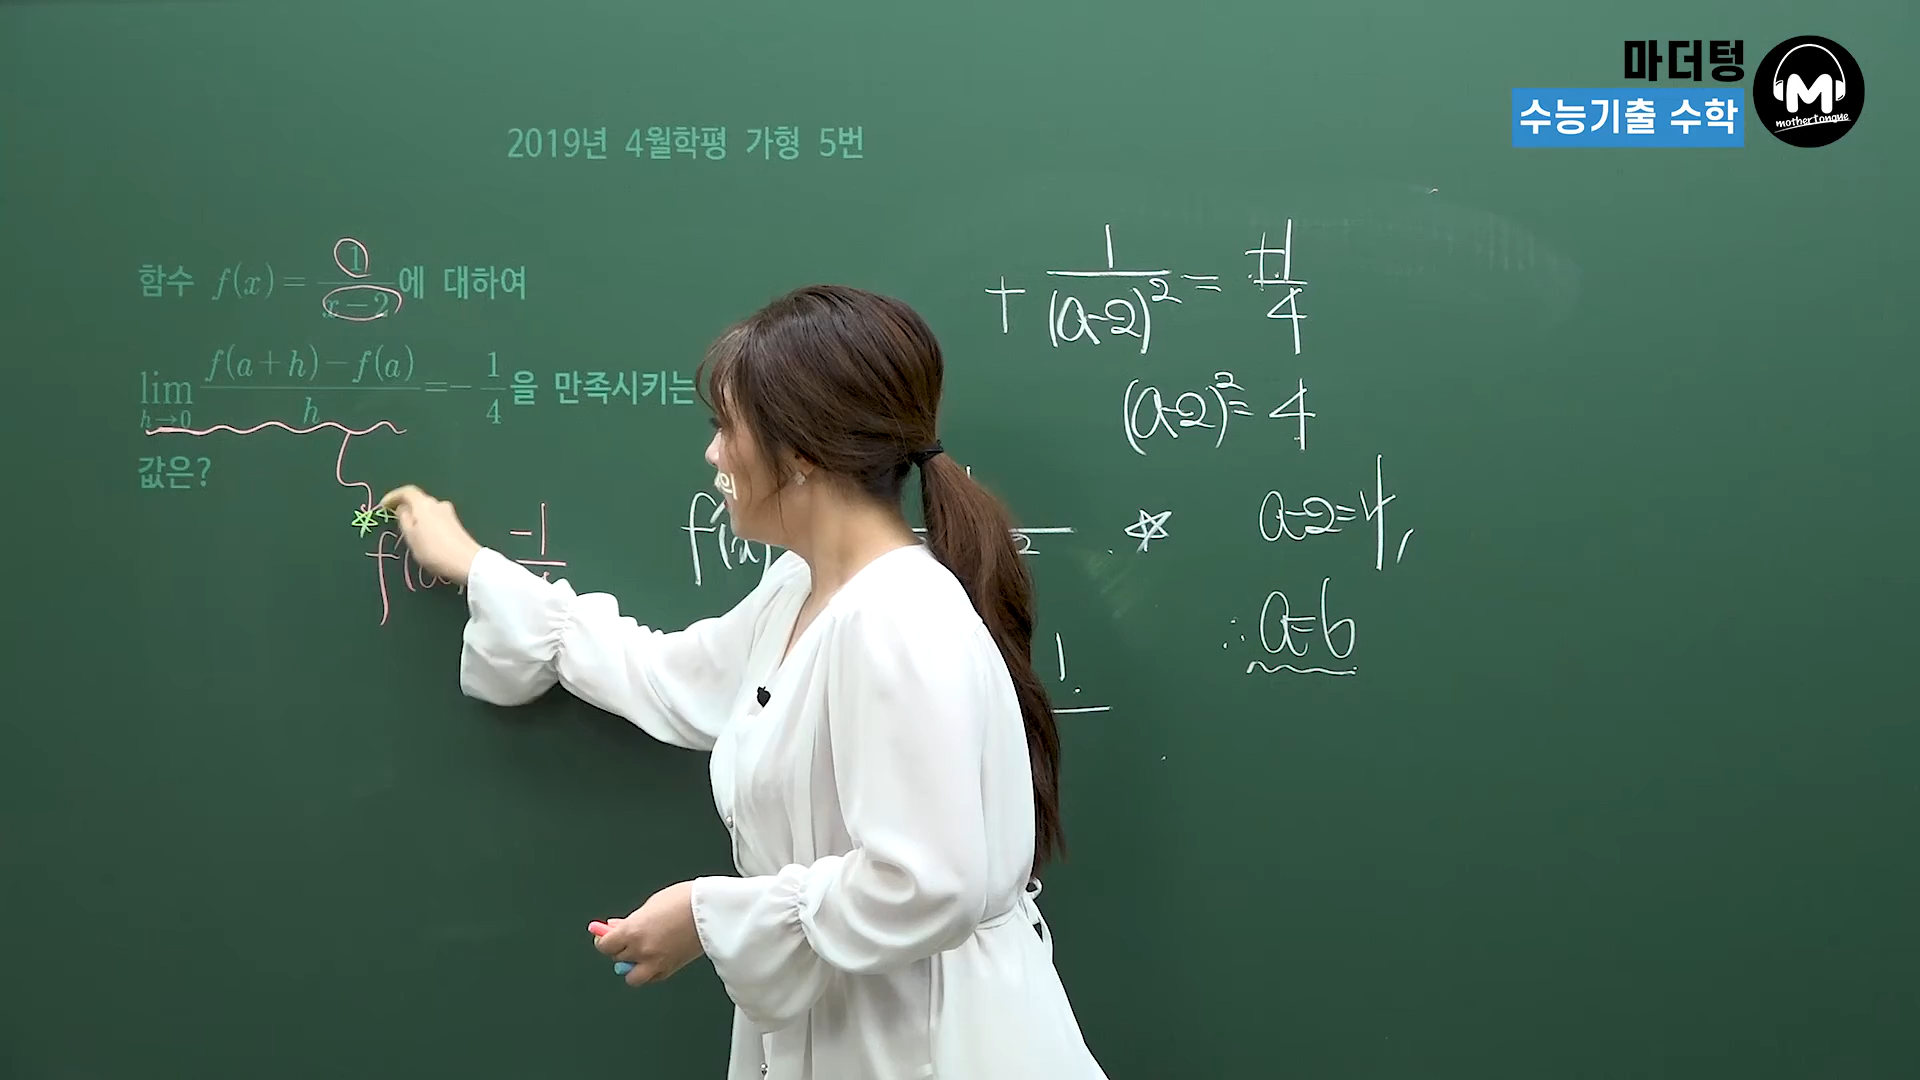 마더텅
수능기출 수학
M
mothertongue
2019년 4월학평 가형 5번
함수 f(x)=1/(x-2)에 대하여
lim h→0 (f(a+h)-f(a))/h=-1/4을 만족시키는
값은?
+ 1/(a-2)²= +1/4
(a-2)²=4
a-2=4,
∴a=6
f'(x)
-1
1